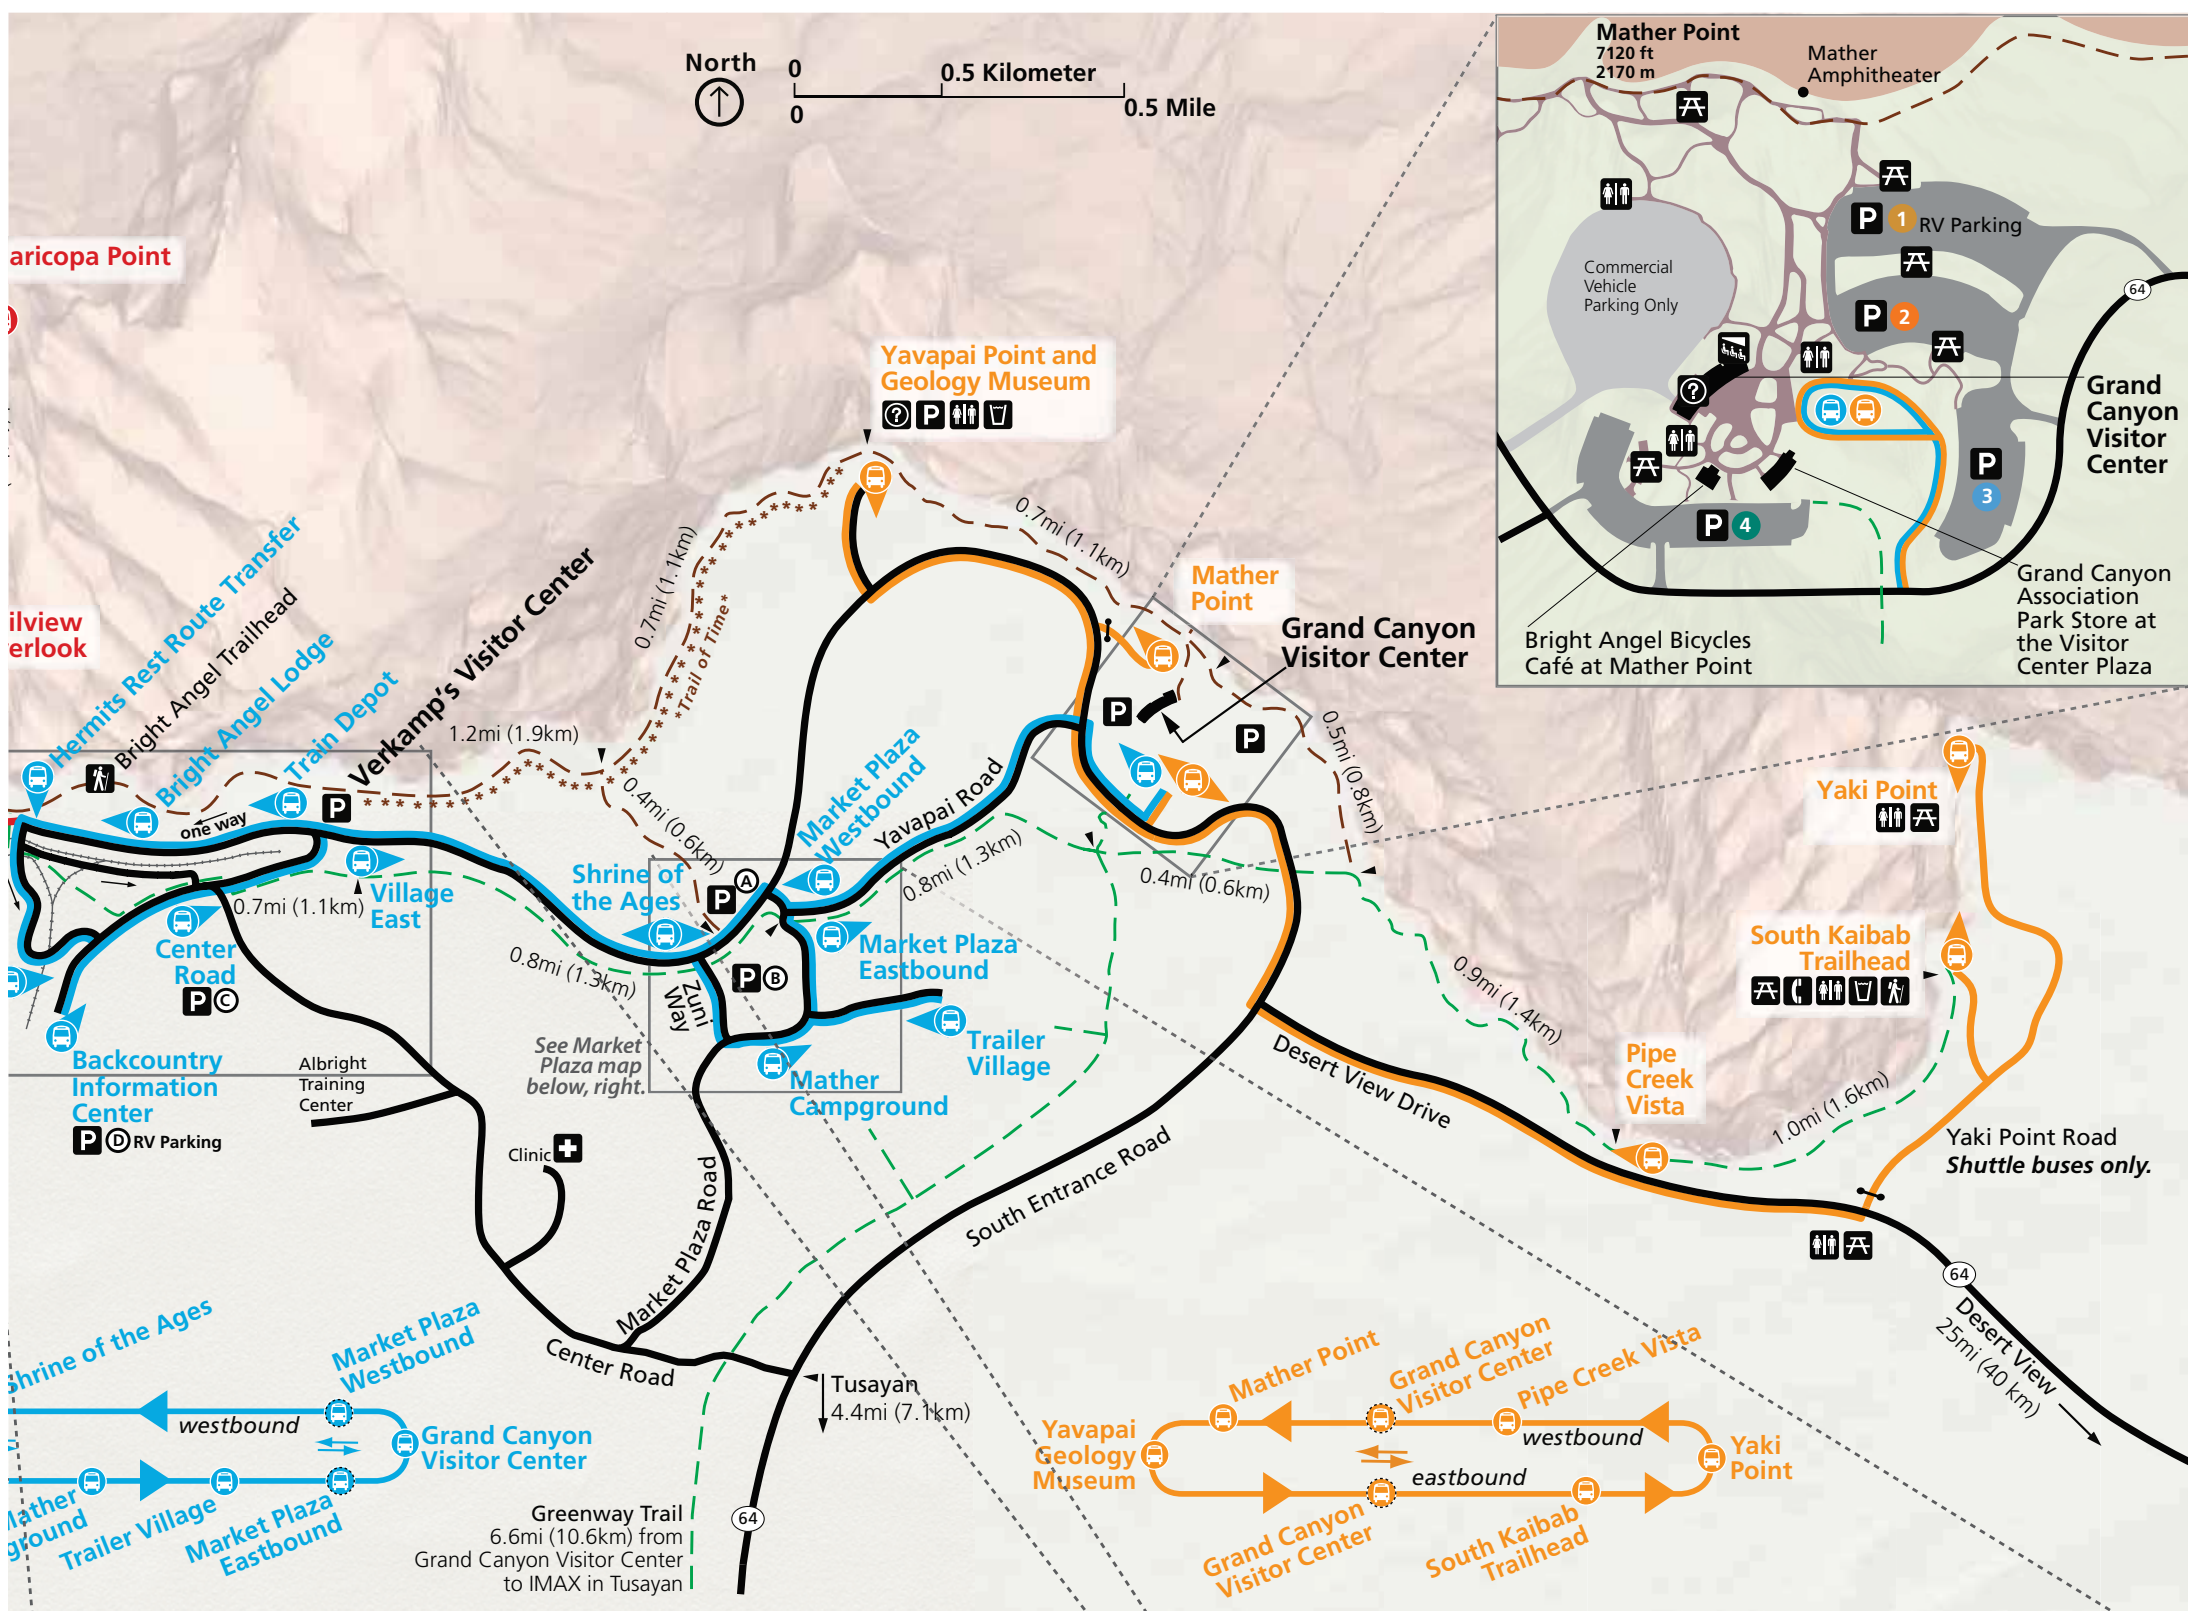 North
0
0.5 Kilometer
0
0.5 Mile
Mather Point
7120 ft
2170 m
Mather
Amphitheater
P 1 RV Parking
Commercial
Vehicle
Parking Only
P 2
64
?
Grand
Canyon
Visitor
Center
P
3
P 4
Bright Angel Bicycles
Café at Mather Point
Grand Canyon
Association
Park Store at
the Visitor
Center Plaza
aricopa Point
Yavapai Point and
Geology Museum
? P
0.7mi (1.1km)
0.7mi (1.1km)
*Trail of Time*
Mather
Point
Grand Canyon
Visitor Center
P
P
0.5mi (0.8km)
ilview
erlook
Hermits Rest Route Transfer
Bright Angel Trailhead
Bright Angel Lodge
Train Depot
Verkamp's Visitor Center
1.2mi (1.9km)
0.4mi (0.6km)
P
one way
Market Plaza
Westbound
Yavapai Road
0.8mi (1.3km)
0.4mi (0.6km)
Yaki Point
Village
East
0.7mi (1.1km)
Shrine of
the Ages
P A
Center
Road
P C
0.8mi (1.3km)
Market Plaza
Eastbound
P B
Zuni
Way
Trailer
Village
Mather
Campground
See Market
Plaza map
below, right.
South Kaibab
Trailhead
0.9mi (1.4km)
Desert View Drive
Pipe
Creek
Vista
1.0mi (1.6km)
Yaki Point Road
Shuttle buses only.
Backcountry
Information
Center
P D RV Parking
Albright
Training
Center
Clinic
Market Plaza Road
South Entrance Road
Center Road
64
Desert View
25mi (40 km)
Tusayan
4.4mi (7.1km)
Shrine of the Ages
Market Plaza
Westbound
westbound
Grand Canyon
Visitor Center
Mather
ground
Trailer Village
Market Plaza
Eastbound
Greenway Trail
6.6mi (10.6km) from
Grand Canyon Visitor Center
to IMAX in Tusayan
64
Mather Point
Grand Canyon
Visitor Center
Pipe Creek Vista
Yavapai
Geology
Museum
westbound
eastbound
Yaki
Point
Grand Canyon
Visitor Center
South Kaibab
Trailhead